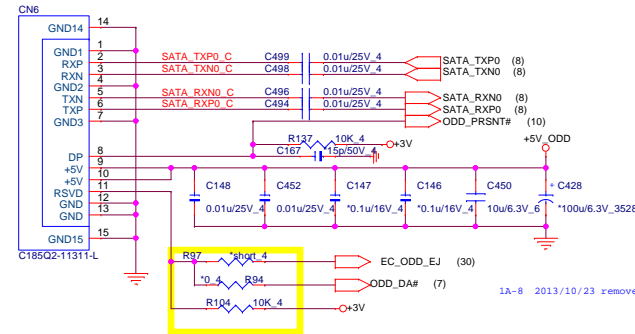 CN6
GND14 14
GND1 1
RXP 2 SATA_TXP0_C C499 0.01u/25V_4 SATA_TXP0 (8)
RXN 3 SATA_TXN0_C C498 0.01u/25V_4 SATA_TXN0 (8)
GND2 4
TXN 5 SATA_RXN0_C C496 0.01u/25V_4 SATA_RXN0 (8)
TXP 6 SATA_RXP0_C C494 0.01u/25V_4 SATA_RXP0 (8)
GND3 7
ODD_PRSNT# (10)
R137 10K_4 +3V
+5V_ODD
DP 8 C167 15p/50V_4
+5V 9
+5V 10
RSVD 11
GND 12
GND 13
C148 C452 C147 C146 C450 + C428
0.01u/25V_4 0.01u/25V_4 *0.1u/16V_4 *0.1u/16V_4 10u/6.3V_6 *100u/6.3V_3528
GND15 15
C185Q2-11311-L
R97 *short_4 EC_ODD_EJ (30)
*0_4 R94 ODD_DA# (7)
R104 10K_4 +3V
1A-8 2013/10/23 remove